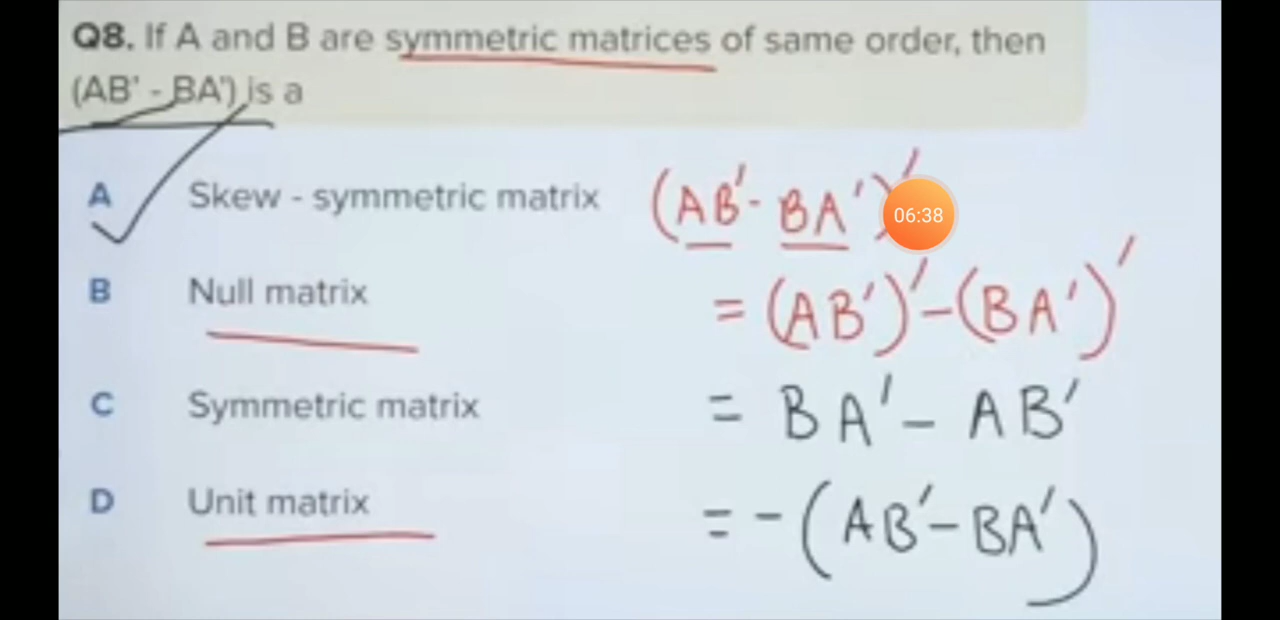 Q8. If A and B are symmetric matrices of same order, then
(AB' - BA') is a
A Skew - symmetric matrix
B Null matrix
C Symmetric matrix
D Unit matrix
(AB' - BA')'
06:38
= (AB')' - (BA')'
= BA' - AB'
= - (AB' - BA')